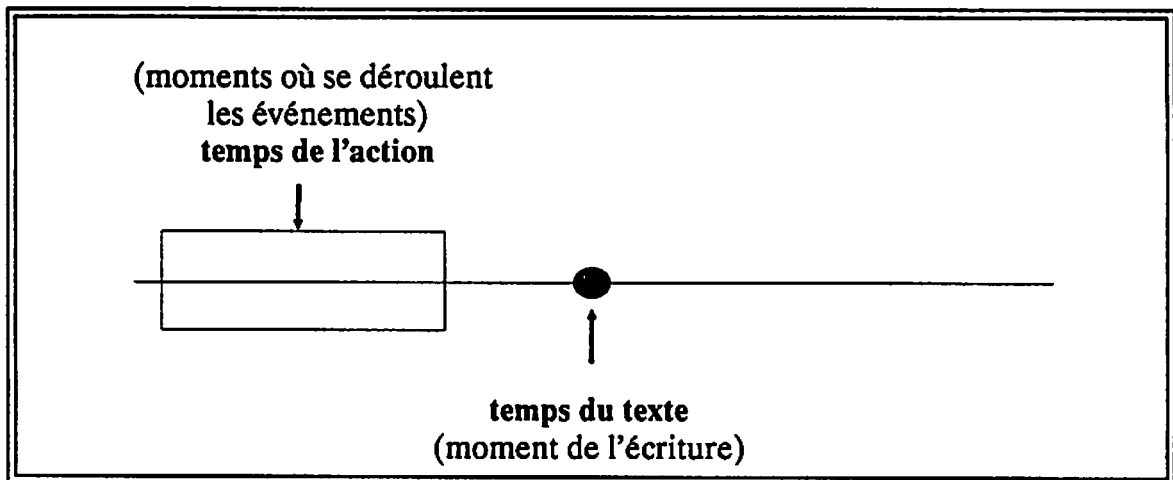 (moments où se déroulent
les événements)
temps de l'action
temps du texte
(moment de l'écriture)